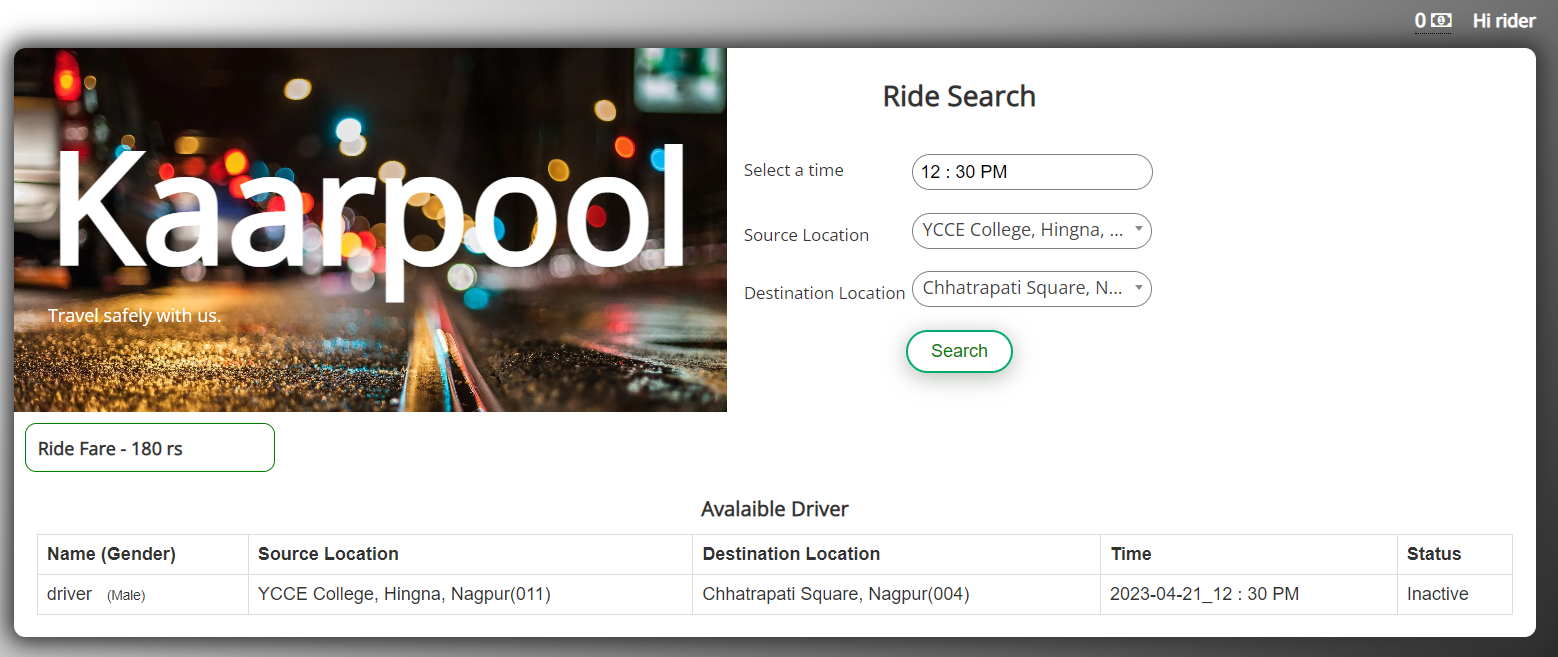 0 Hi rider
Kaarpool
Travel safely with us.
Ride Search
Select a time 12 : 30 PM
Source Location YCCE College, Hingna, ...
Destination Location Chhatrapati Square, N...
Search
Ride Fare - 180 rs
Avalaible Driver
Name (Gender) Source Location Destination Location Time Status
driver (Male) YCCE College, Hingna, Nagpur(011) Chhatrapati Square, Nagpur(004) 2023-04-21_12 : 30 PM Inactive